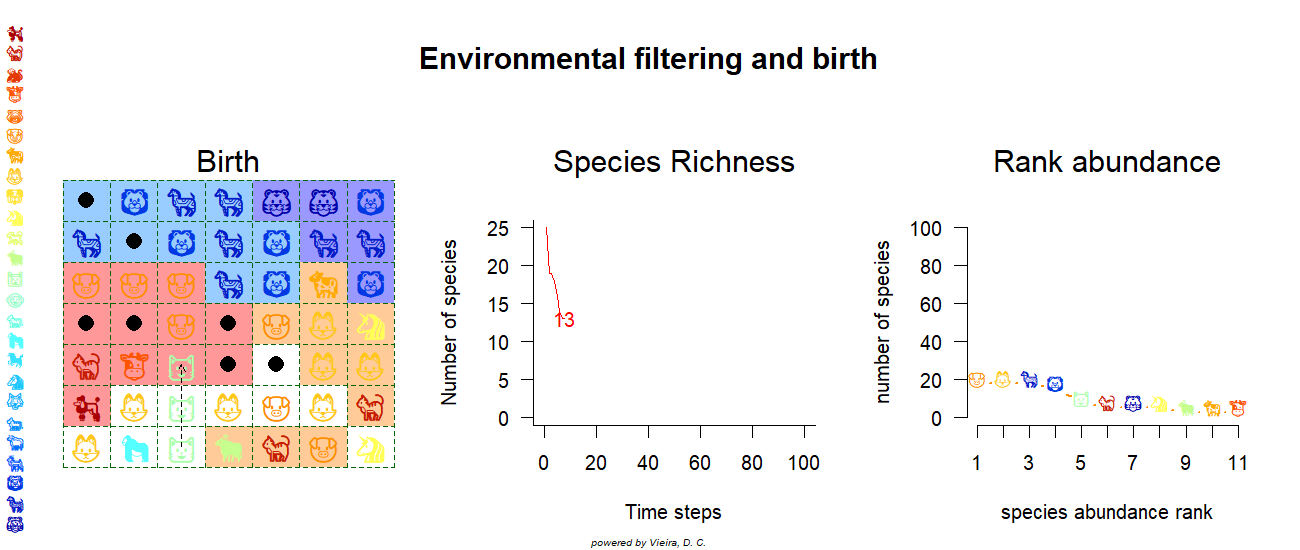 Environmental filtering and birth
Birth
Species Richness
Rank abundance
Number of species
25
20
15
10
5
0
13
0 20 40 60 80 100
Time steps
number of species
100
80
60
40
20
0
1 3 5 7 9 11
species abundance rank
powered by Vieira, D. C.